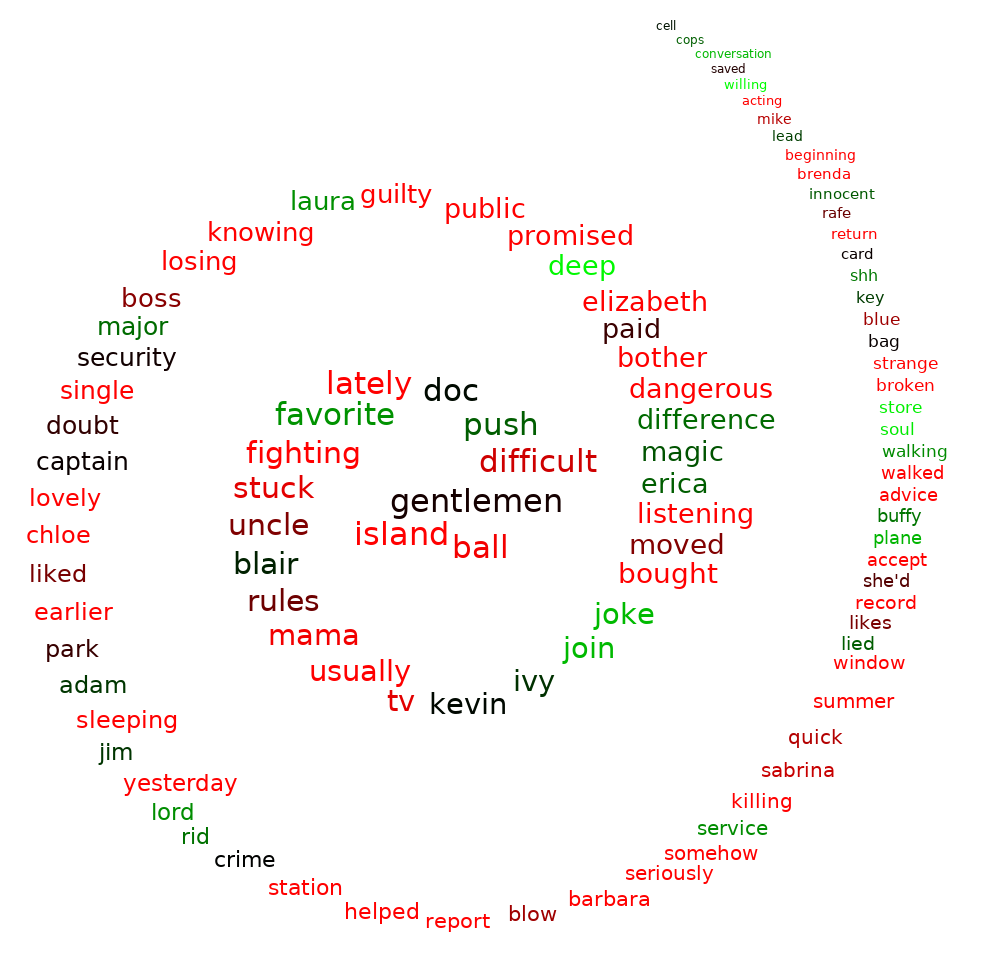 cell
cops
conversation
saved
willing
acting
mike
lead
beginning
brenda
innocent
rafe
return
card
shh
key
blue
bag
strange
broken
store
soul
walking
walked
advice
buffy
plane
accept
she'd
record
likes
lied
window
summer
quick
sabrina
killing
service
somehow
seriously
barbara
blow
report
helped
station
crime
rid
lord
yesterday
jim
sleeping
adam
park
earlier
liked
chloe
lovely
captain
doubt
single
security
major
boss
losing
knowing
laura
guilty
public
promised
deep
elizabeth
paid
bother
dangerous
difference
magic
erica
listening
moved
bought
joke
join
ivy
kevin
tv
usually
mama
rules
blair
uncle
stuck
fighting
favorite
lately
doc
push
difficult
gentlemen
island
ball